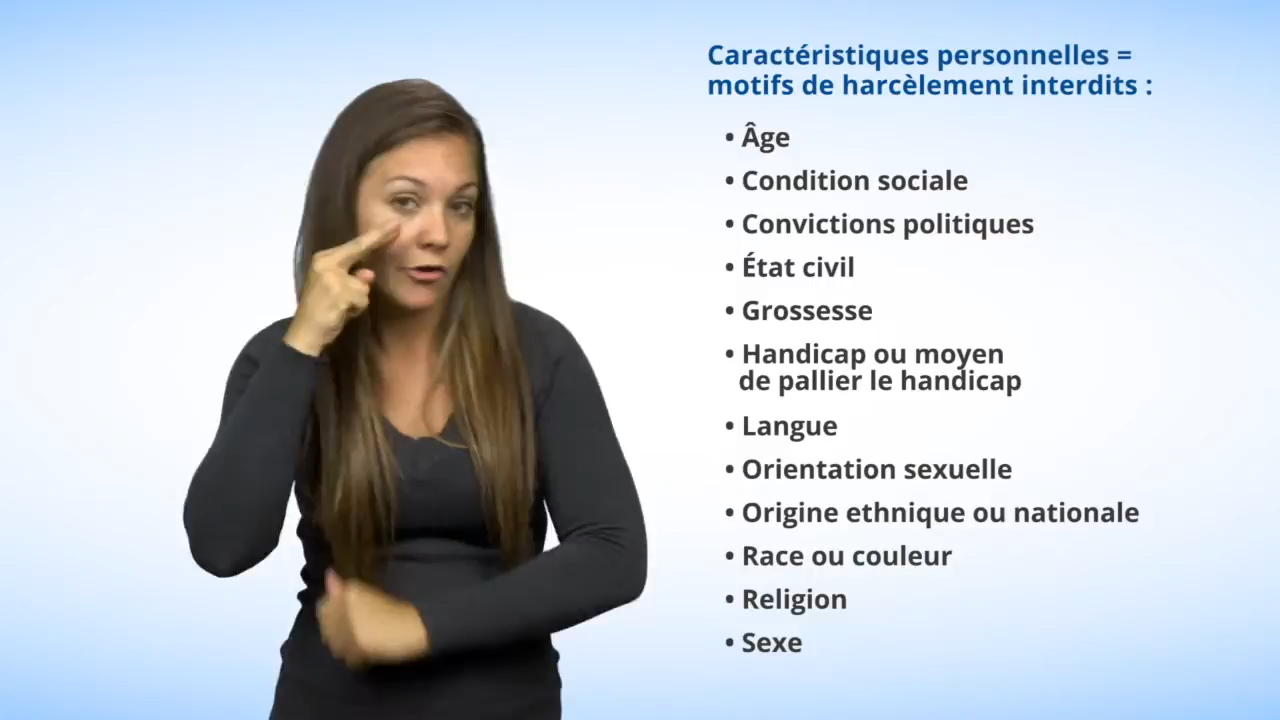 Caractéristiques personnelles =
motifs de harcèlement interdits :
• Âge
• Condition sociale
• Convictions politiques
• État civil
• Grossesse
• Handicap ou moyen
de pallier le handicap
• Langue
• Orientation sexuelle
• Origine ethnique ou nationale
• Race ou couleur
• Religion
• Sexe